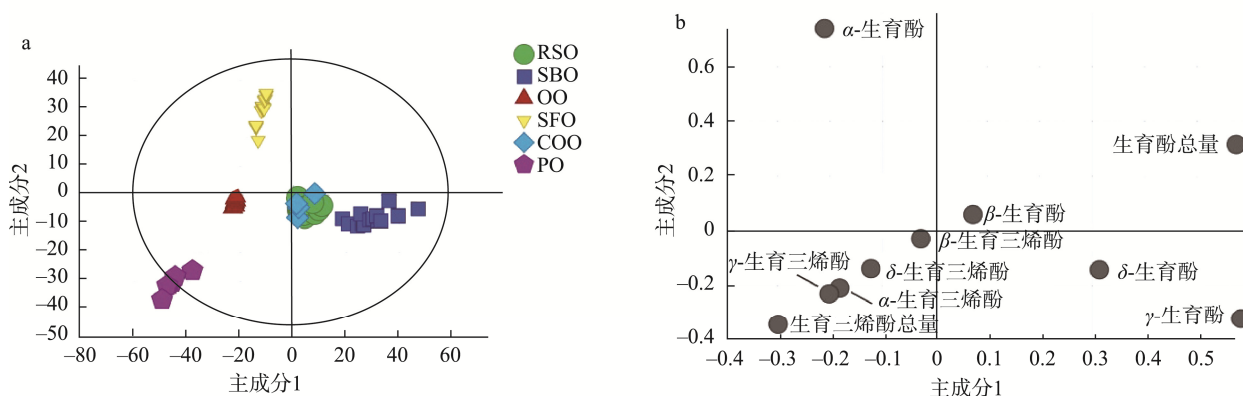 a
RSO
SBO
OO
SFO
COO
PO
主成分2
40
30
20
10
0
–10
–20
–30
–40
–50
–80
–60
–40
–20
0
20
40
60
主成分1
b
主成分2
0.6
0.4
0.2
0
–0.2
–0.4
α-生育酚
生育酚总量
β-生育酚
β-生育三烯酚
γ-生育三烯酚
δ-生育三烯酚
δ-生育酚
α-生育三烯酚
γ-生育酚
生育三烯酚总量
–0.4
–0.3
–0.2
–0.1
0
0.1
0.2
0.3
0.4
0.5
主成分1